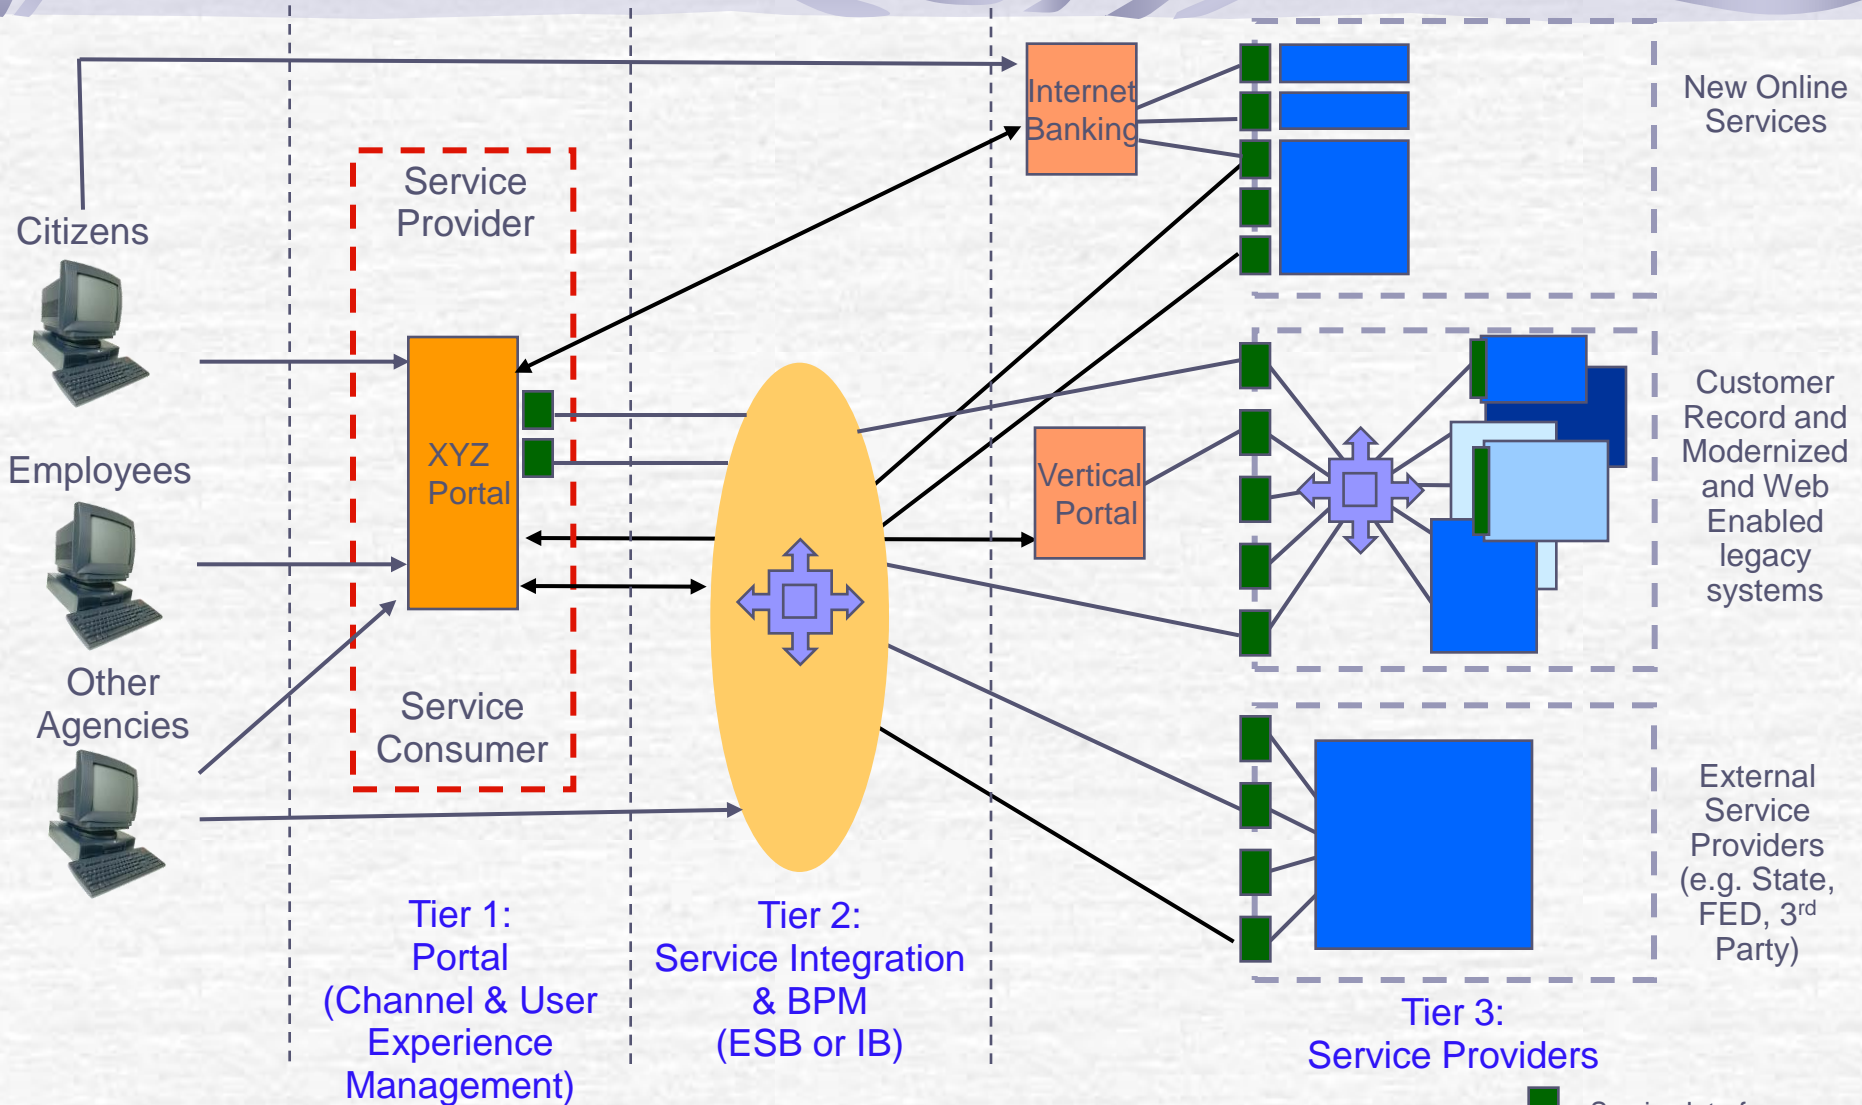 Citizens
Employees
Other
Agencies
Service
Provider
XYZ
Portal
Service
Consumer
Tier 1:
Portal
(Channel & User
Experience
Management)
Tier 2:
Service Integration
& BPM
(ESB or IB)
Internet
Banking
Vertical
Portal
New Online
Services
Customer
Record and
Modernized
and Web
Enabled
legacy
systems
External
Service
Providers
(e.g. State,
FED, 3rd
Party)
Tier 3:
Service Providers